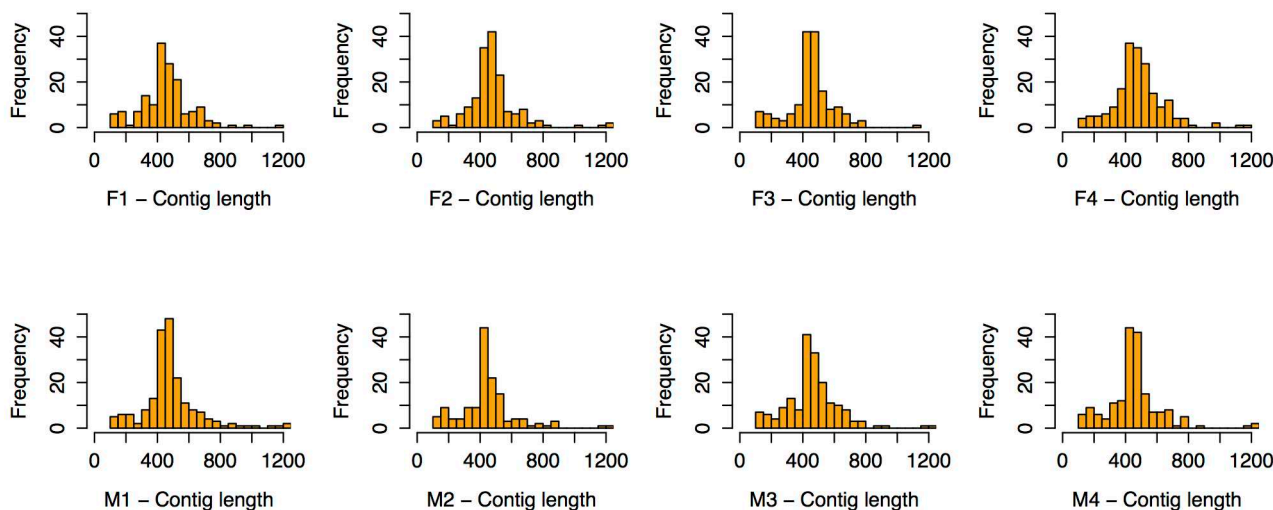 Frequency
40
20
0
0 400 800 1200
F1 – Contig length
Frequency
40
20
0
0 400 800 1200
F2 – Contig length
Frequency
40
20
0
0 400 800 1200
F3 – Contig length
Frequency
40
20
0
0 400 800 1200
F4 – Contig length
Frequency
40
20
0
0 400 800 1200
M1 – Contig length
Frequency
40
20
0
0 400 800 1200
M2 – Contig length
Frequency
40
20
0
0 400 800 1200
M3 – Contig length
Frequency
40
20
0
0 400 800 1200
M4 – Contig length